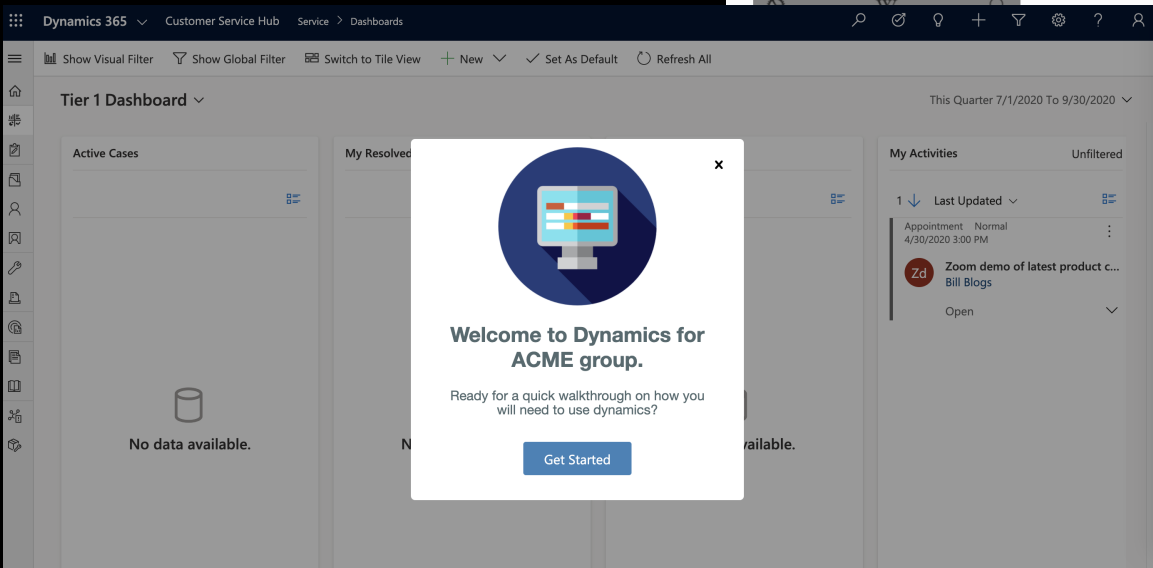 Dynamics 365 Customer Service Hub Service > Dashboards
Show Visual Filter Show Global Filter Switch to Tile View New Set As Default Refresh All
Tier 1 Dashboard
This Quarter 7/1/2020 To 9/30/2020
Active Cases
No data available.
My Resolved
N
vailable.
My Activities Unfiltered
1 Last Updated
Appointment Normal
4/30/2020 3:00 PM
Zd
Zoom demo of latest product c...
Bill Blogs
Open
Welcome to Dynamics for
ACME group.
Ready for a quick walkthrough on how you
will need to use dynamics?
Get Started